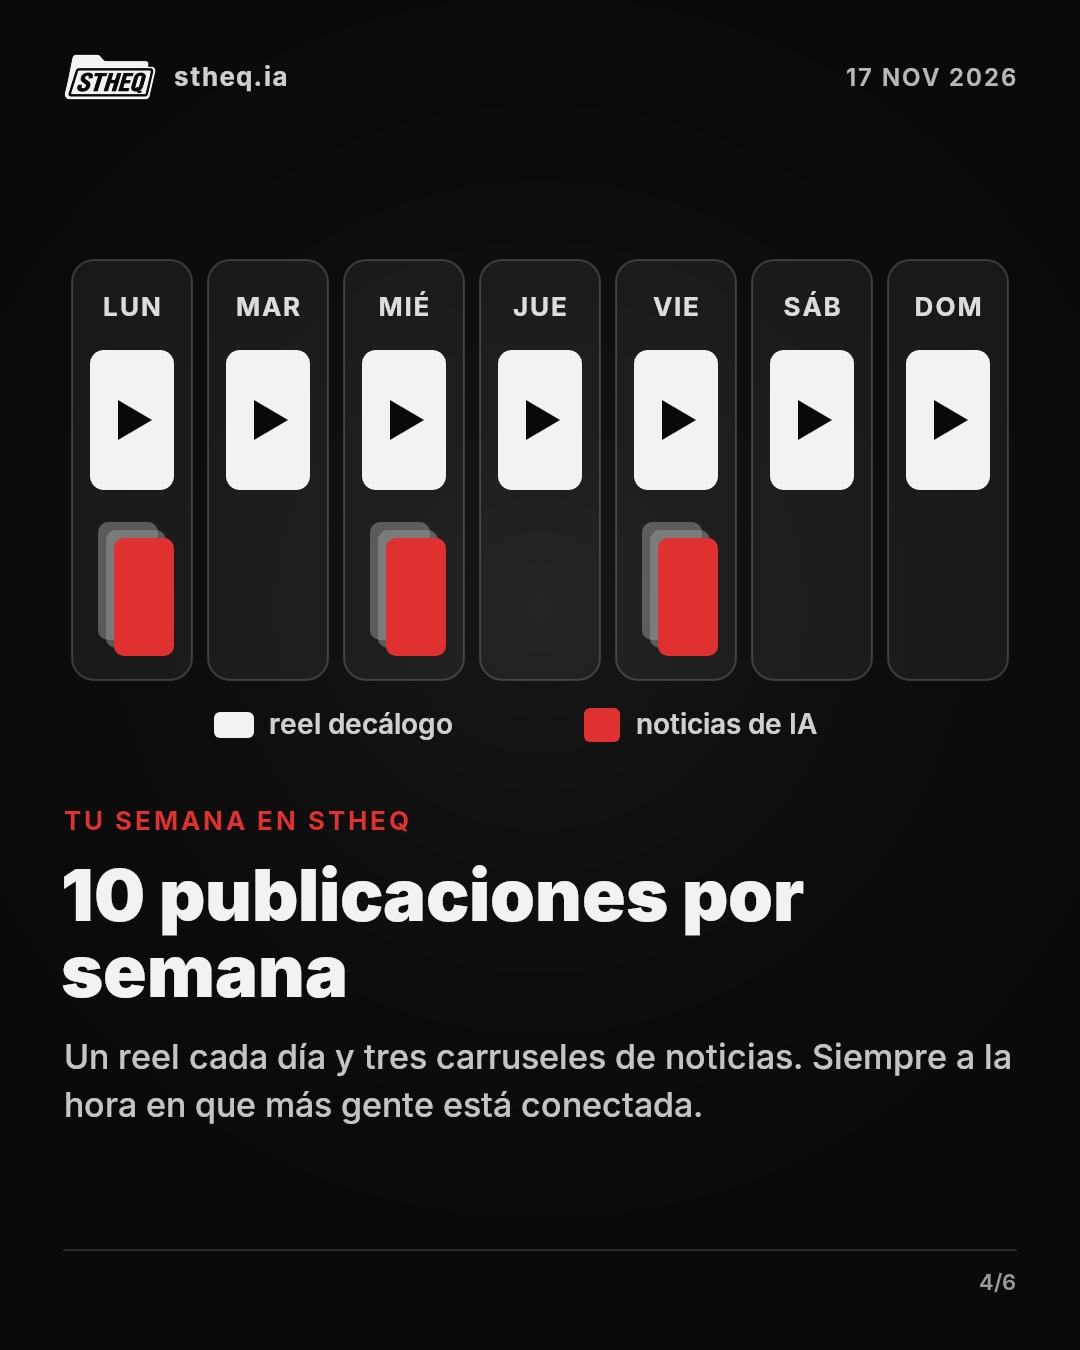 STHEQ stheq.ia 17 NOV 2026
LUN MAR MIÉ JUE VIE SÁB DOM
reel decálogo noticias de IA
TU SEMANA EN STHEQ
10 publicaciones por
semana
Un reel cada día y tres carruseles de noticias. Siempre a la
hora en que más gente está conectada.
4/6